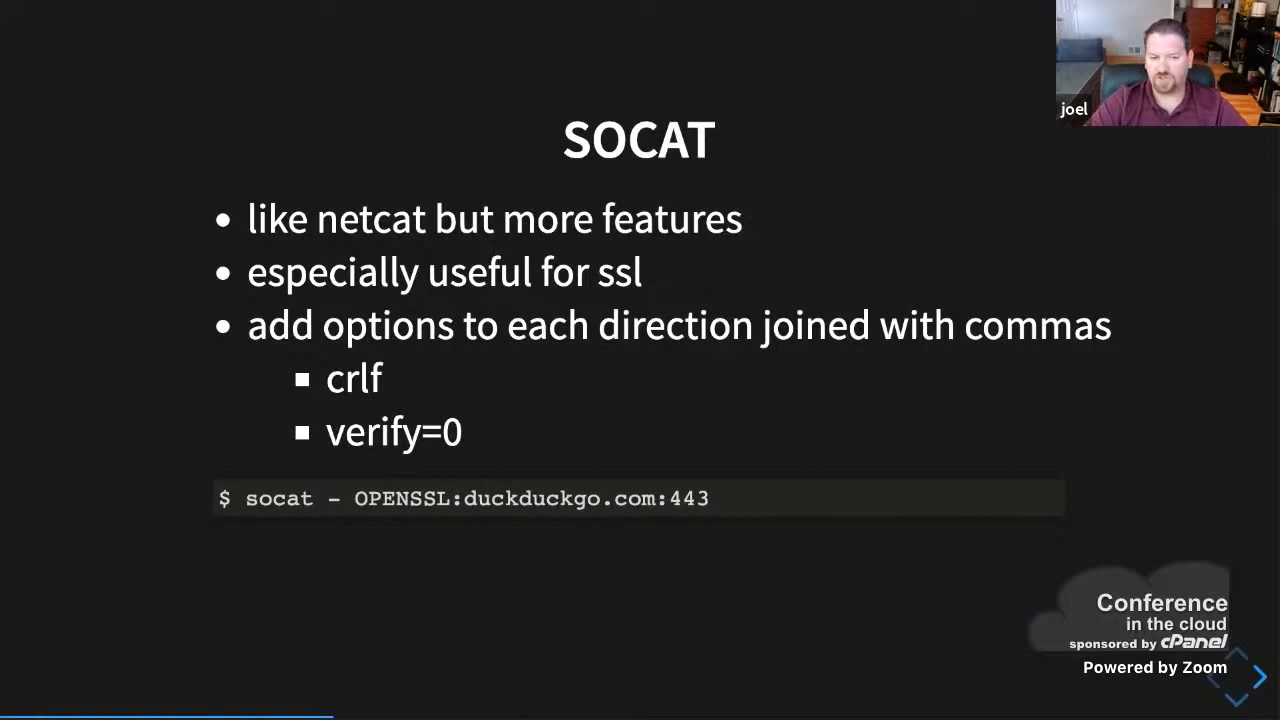 joel
SOCAT
• like netcat but more features
• especially useful for ssl
• add options to each direction joined with commas
▪ crlf
▪ verify=0
$ socat - OPENSSL:duckduckgo.com:443
Conference
in the cloud
sponsored by cPanel
Powered by Zoom